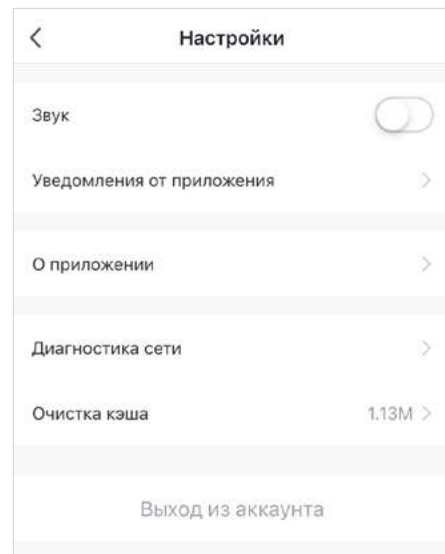 Настройки
Звук
Уведомления от приложения
О приложении
Диагностика сети
Очистка кэша 1.13M
Выход из аккаунта